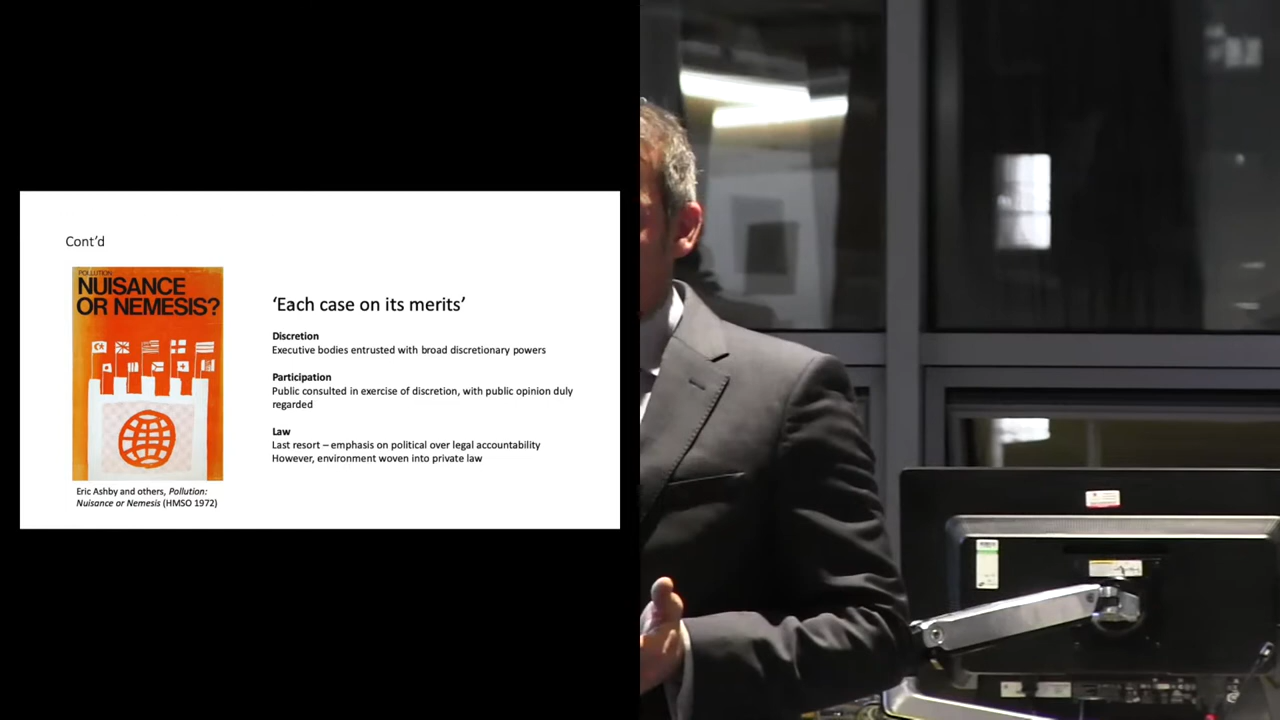 Cont'd
POLLUTION
NUISANCE
OR NEMESIS?
Eric Ashby and others, Pollution:
Nuisance or Nemesis (HMSO 1972)
‘Each case on its merits’
Discretion
Executive bodies entrusted with broad discretionary powers
Participation
Public consulted in exercise of discretion, with public opinion duly
regarded
Law
Last resort – emphasis on political over legal accountability
However, environment woven into private law